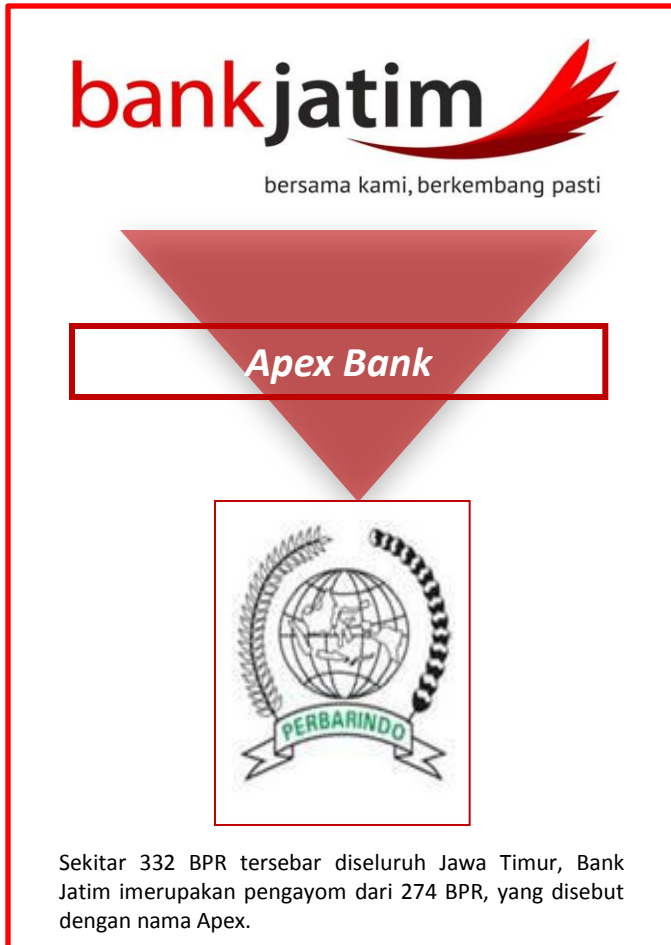 bankjatim
bersama kami, berkembang pasti
Apex Bank
PERBARINDO
Sekitar 332 BPR tersebar diseluruh Jawa Timur, Bank
Jatim imerupakan pengayom dari 274 BPR, yang disebut
dengan nama Apex.